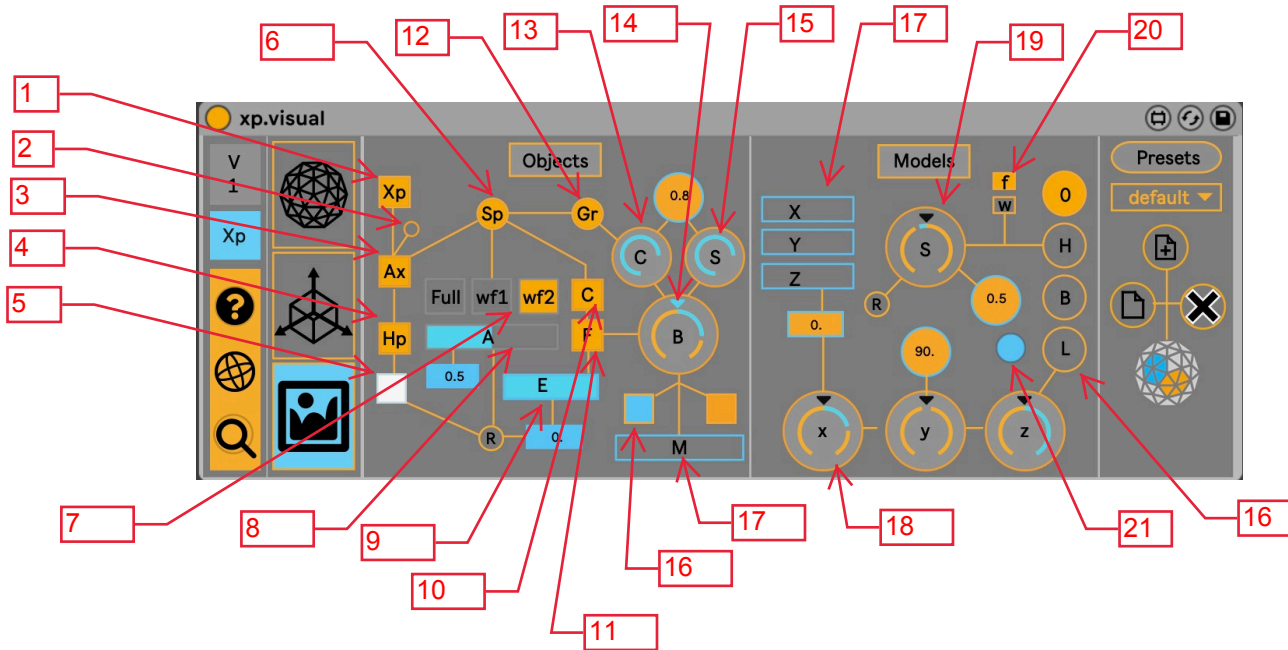 6
12
13
14
15
17
19
20
1
2
3
4
5
xp.visual
V
1
Xp
Objects
Models
Presets
default
Xp
Sp
Gr
0.8
C
S
Ax
Full
wf1
wf2
C
Hp
A
F
B
0.5
E
R
0.
M
X
Y
Z
0.
S
f
w
0
H
B
L
R
0.5
90.
x
y
z
?
7
8
9
10
11
16
17
18
21
16